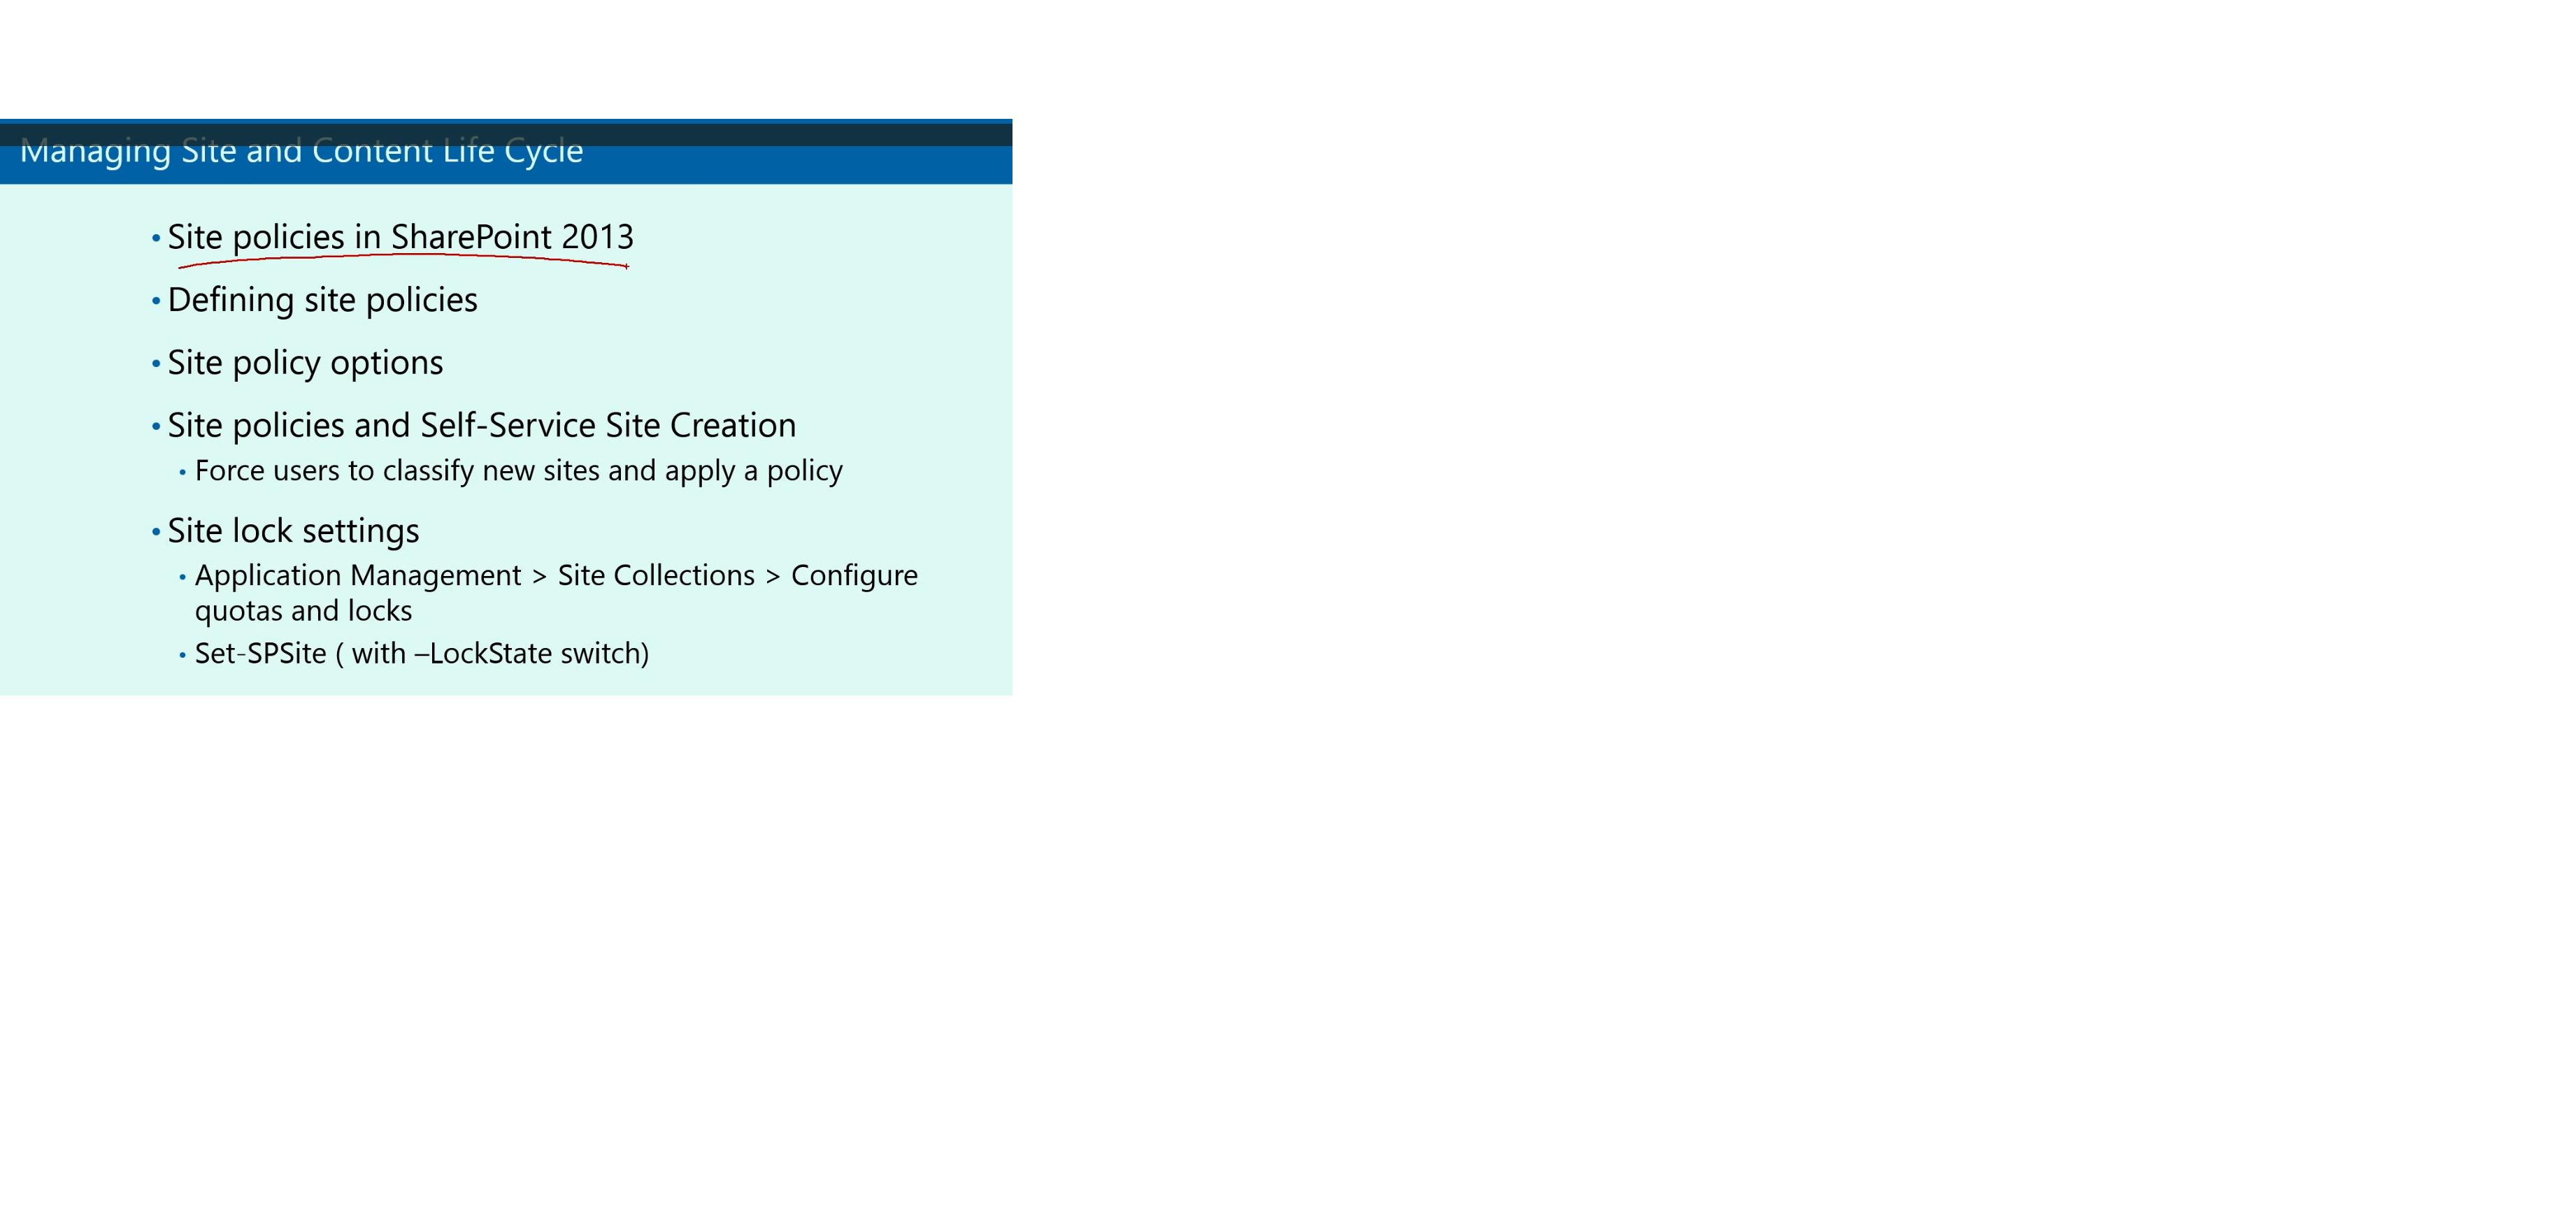 Managing Site and Content Life Cycle
• Site policies in SharePoint 2013
• Defining site policies
• Site policy options
• Site policies and Self-Service Site Creation
• Force users to classify new sites and apply a policy
• Site lock settings
• Application Management > Site Collections > Configure
quotas and locks
• Set-SPSite ( with –LockState switch)